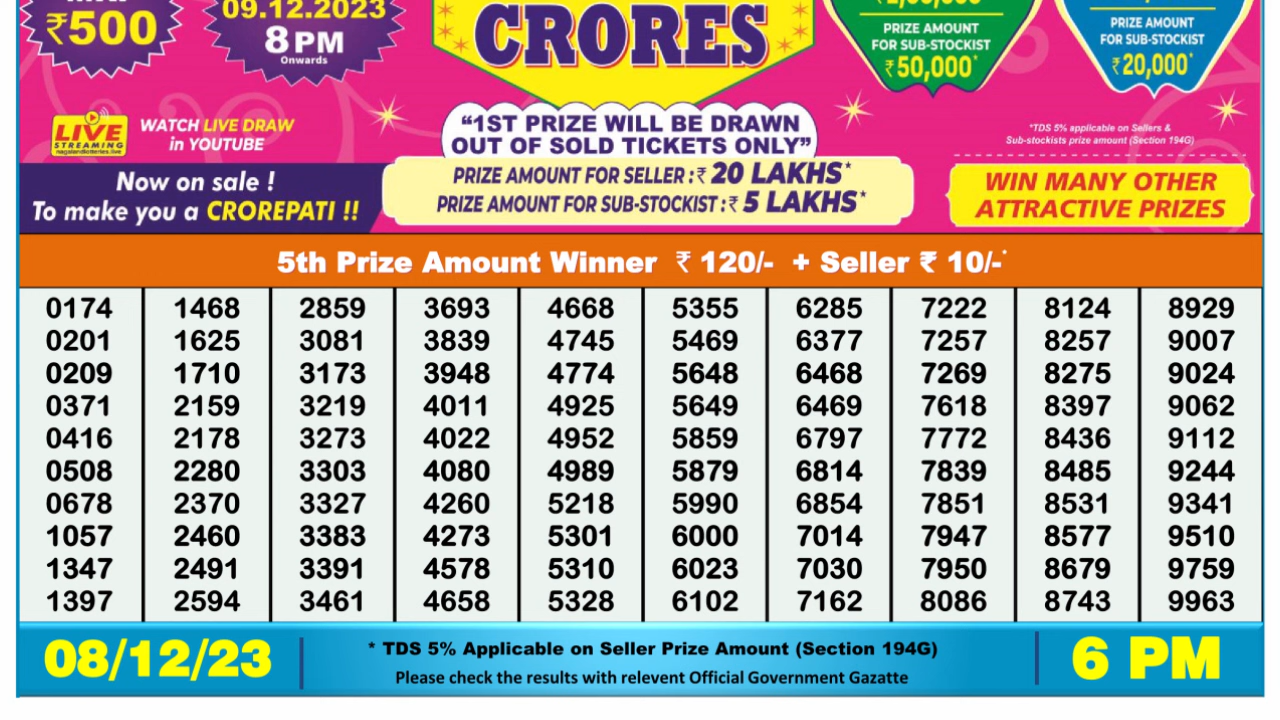 ₹500
09.12.2023
8 PM
Onwards
CRORES
PRIZE AMOUNT
FOR SUB-STOCKIST
₹50,000*
PRIZE AMOUNT
FOR SUB-STOCKIST
₹20,000*
LIVE
STREAMING
nagalandlotteries.live
WATCH LIVE DRAW
in YOUTUBE
“1ST PRIZE WILL BE DRAWN
OUT OF SOLD TICKETS ONLY”
*TDS 5% applicable on Sellers &
Sub-stockists prize amount (Section 194G)
Now on sale !
To make you a CROREPATI !!
PRIZE AMOUNT FOR SELLER :₹ 20 LAKHS*
PRIZE AMOUNT FOR SUB-STOCKIST :₹ 5 LAKHS*
WIN MANY OTHER
ATTRACTIVE PRIZES
5th Prize Amount Winner ₹ 120/- + Seller ₹ 10/-*
0174 1468 2859 3693 4668 5355 6285 7222 8124 8929
0201 1625 3081 3839 4745 5469 6377 7257 8257 9007
0209 1710 3173 3948 4774 5648 6468 7269 8275 9024
0371 2159 3219 4011 4925 5649 6469 7618 8397 9062
0416 2178 3273 4022 4952 5859 6797 7772 8436 9112
0508 2280 3303 4080 4989 5879 6814 7839 8485 9244
0678 2370 3327 4260 5218 5990 6854 7851 8531 9341
1057 2460 3383 4273 5301 6000 7014 7947 8577 9510
1347 2491 3391 4578 5310 6023 7030 7950 8679 9759
1397 2594 3461 4658 5328 6102 7162 8086 8743 9963
08/12/23
* TDS 5% Applicable on Seller Prize Amount (Section 194G)
Please check the results with relevent Official Government Gazatte
6 PM